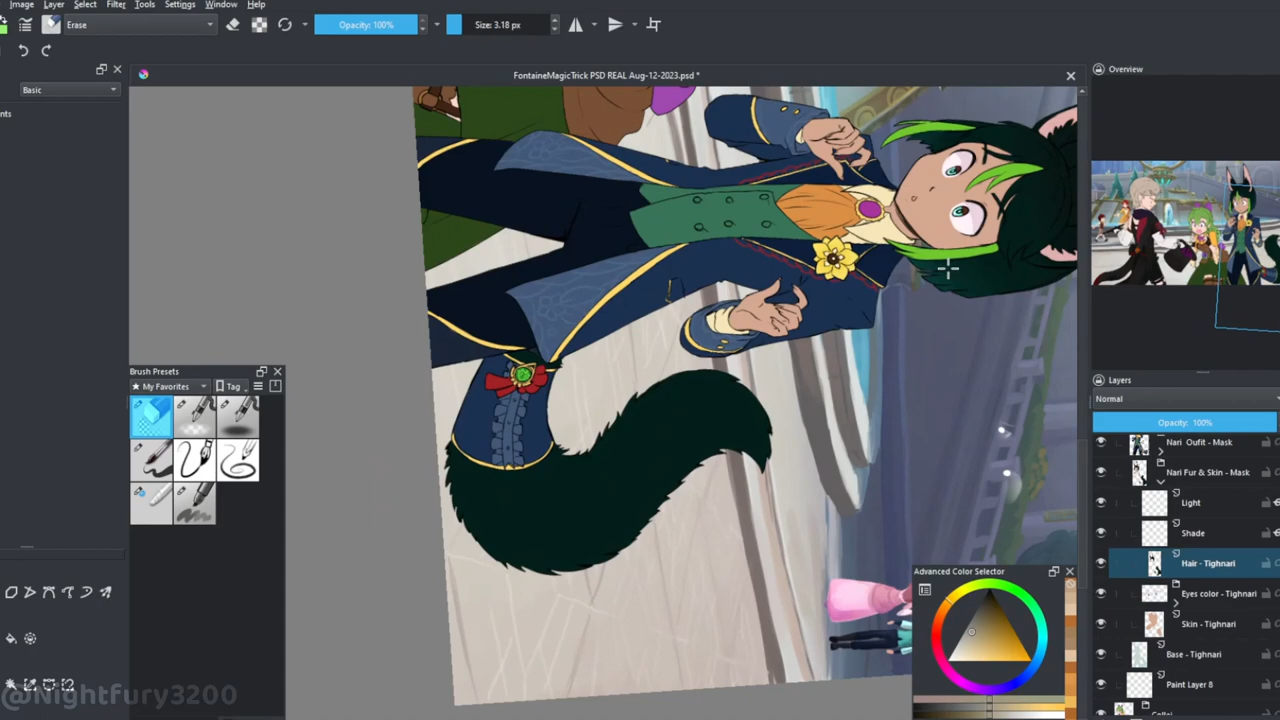 Image Layer Select Filter Tools Settings Window Help
Erase Opacity: 100% Size: 3.18 px
FontaineMagicTrick PSD REAL Aug-12-2023.psd *
Overview
Basic
nts
Brush Presets
My Favorites Tag
Layers
Normal
Opacity: 100%
Nari Oufit - Mask
Nari Fur & Skin - Mask
Light
Shade
Hair - Tighnari
Eyes color - Tighnari
Skin - Tighnari
Base - Tighnari
Paint Layer 8
Advanced Color Selector
@Nightfury3200